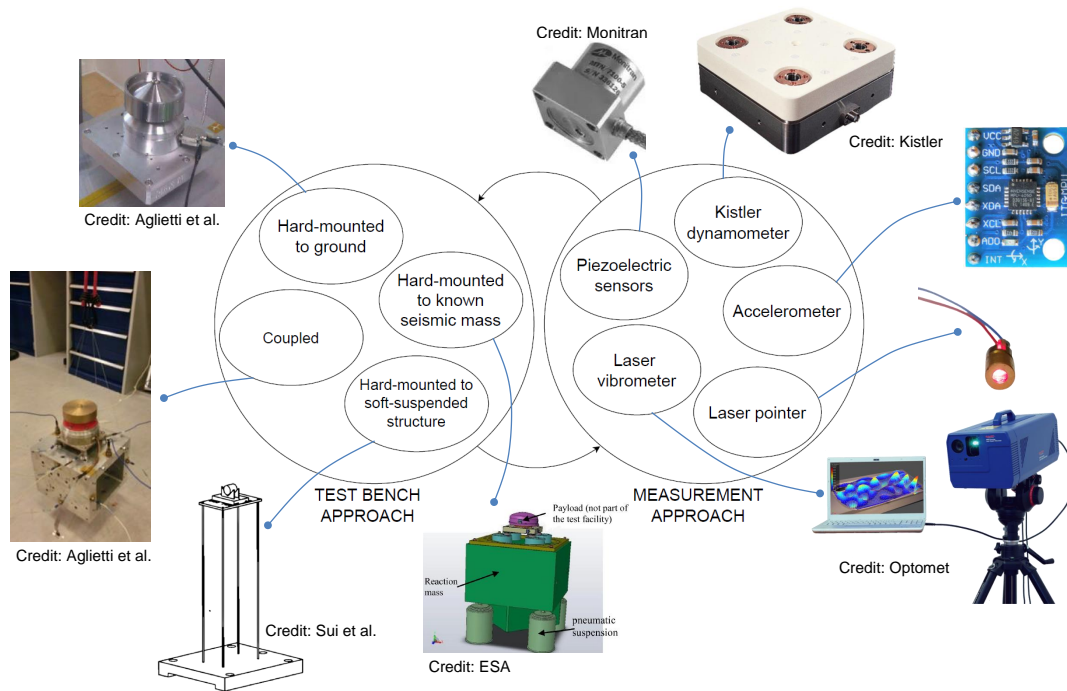 Credit: Monitran
Credit: Kistler
Credit: Aglietti et al.
VCC
GND
SCL
SDA
XDA
XCL
ADO
INT
Hard-mounted
to ground
Hard-mounted
to known
seismic mass
Coupled
Hard-mounted to
soft-suspended
structure
TEST BENCH
APPROACH
Kistler
dynamometer
Piezoelectric
sensors
Accelerometer
Laser
vibrometer
Laser pointer
MEASUREMENT
APPROACH
Credit: Aglietti et al.
Credit: Sui et al.
Payload (not part of
the test facility)
Reaction
mass
pneumatic
suspension
Credit: ESA
Credit: Optomet